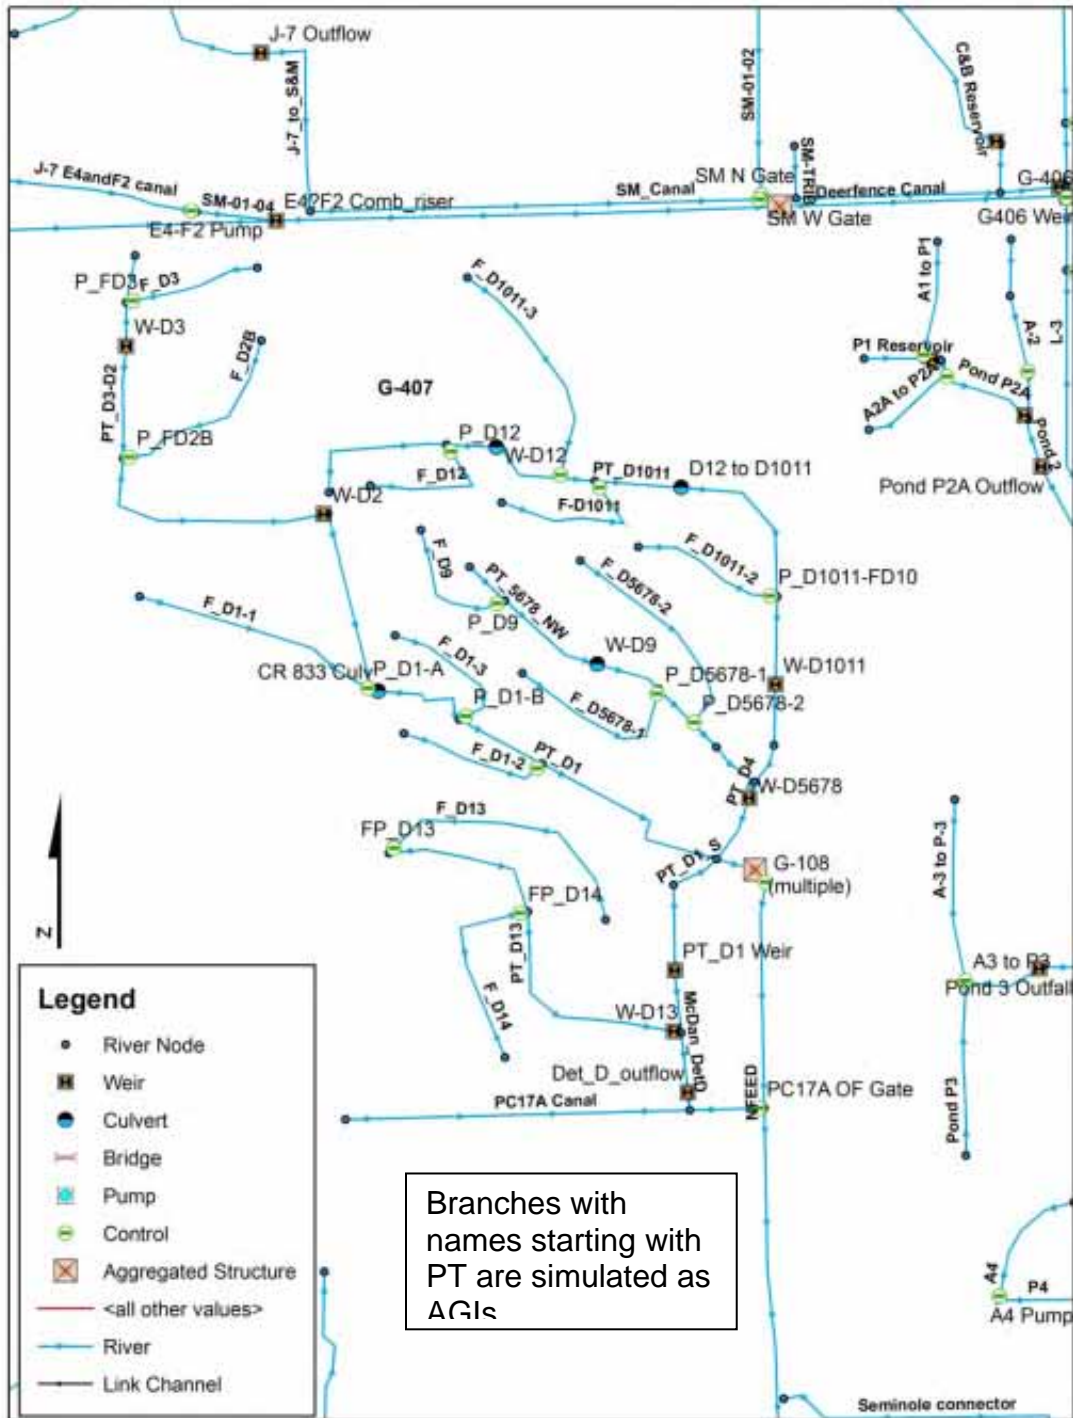 J-7 Outflow
C&B Reservoir
SM-01-02
J-7_to_S&M
SM-TRIB
J-7 E4andF2 canal
SM-01-04
E4?F2 Comb_riser
SM_Canal
SM N Gate
Deerfence Canal
G-406
E4-F2 Pump
SM W Gate
G406 Weir
P_FD3
F_D3
F_D1011-3
A1 to P1
A-2
L-3
W-D3
F_D2B
P1 Reservoir
G-407
A2A to P2A
Pond P2A
PT_D3-D2
P_FD2B
P_D12
W-D12
Pond 2
F_D12
PT_D1011
D12 to D1011
Pond P2A Outflow
W-D2
F-D1011
F_D9
F_D1011-2
F_D5678-2
P_D1011-FD10
PT_5678_NW
F_D1-1
P_D9
W-D9
F_D1-3
CR 833 Culv
P_D1-A
P_D5678-1
W-D1011
P_D1-B
F_D5678-1
_D5678-2
F_D1-2
PT_D1
PT_D4
W-D5678
F_D13
FP_D13
PT_D1_S
G-108
(multiple)
A-3 to P-3
FP_D14
PT_D13
PT_D1 Weir
A3 to P3
Pond 3 Outfall
F_D14
W-D13
McDan_DetD
Det_D_outflow
PC17A Canal
NFEED
PC17A OF Gate
Pond P3
N
Legend
River Node
Weir
Culvert
Bridge
Pump
Control
Aggregated Structure
<all other values>
River
Link Channel
Branches with
names starting with
PT are simulated as
AGIs
A4
P4
A4 Pump
Seminole connector